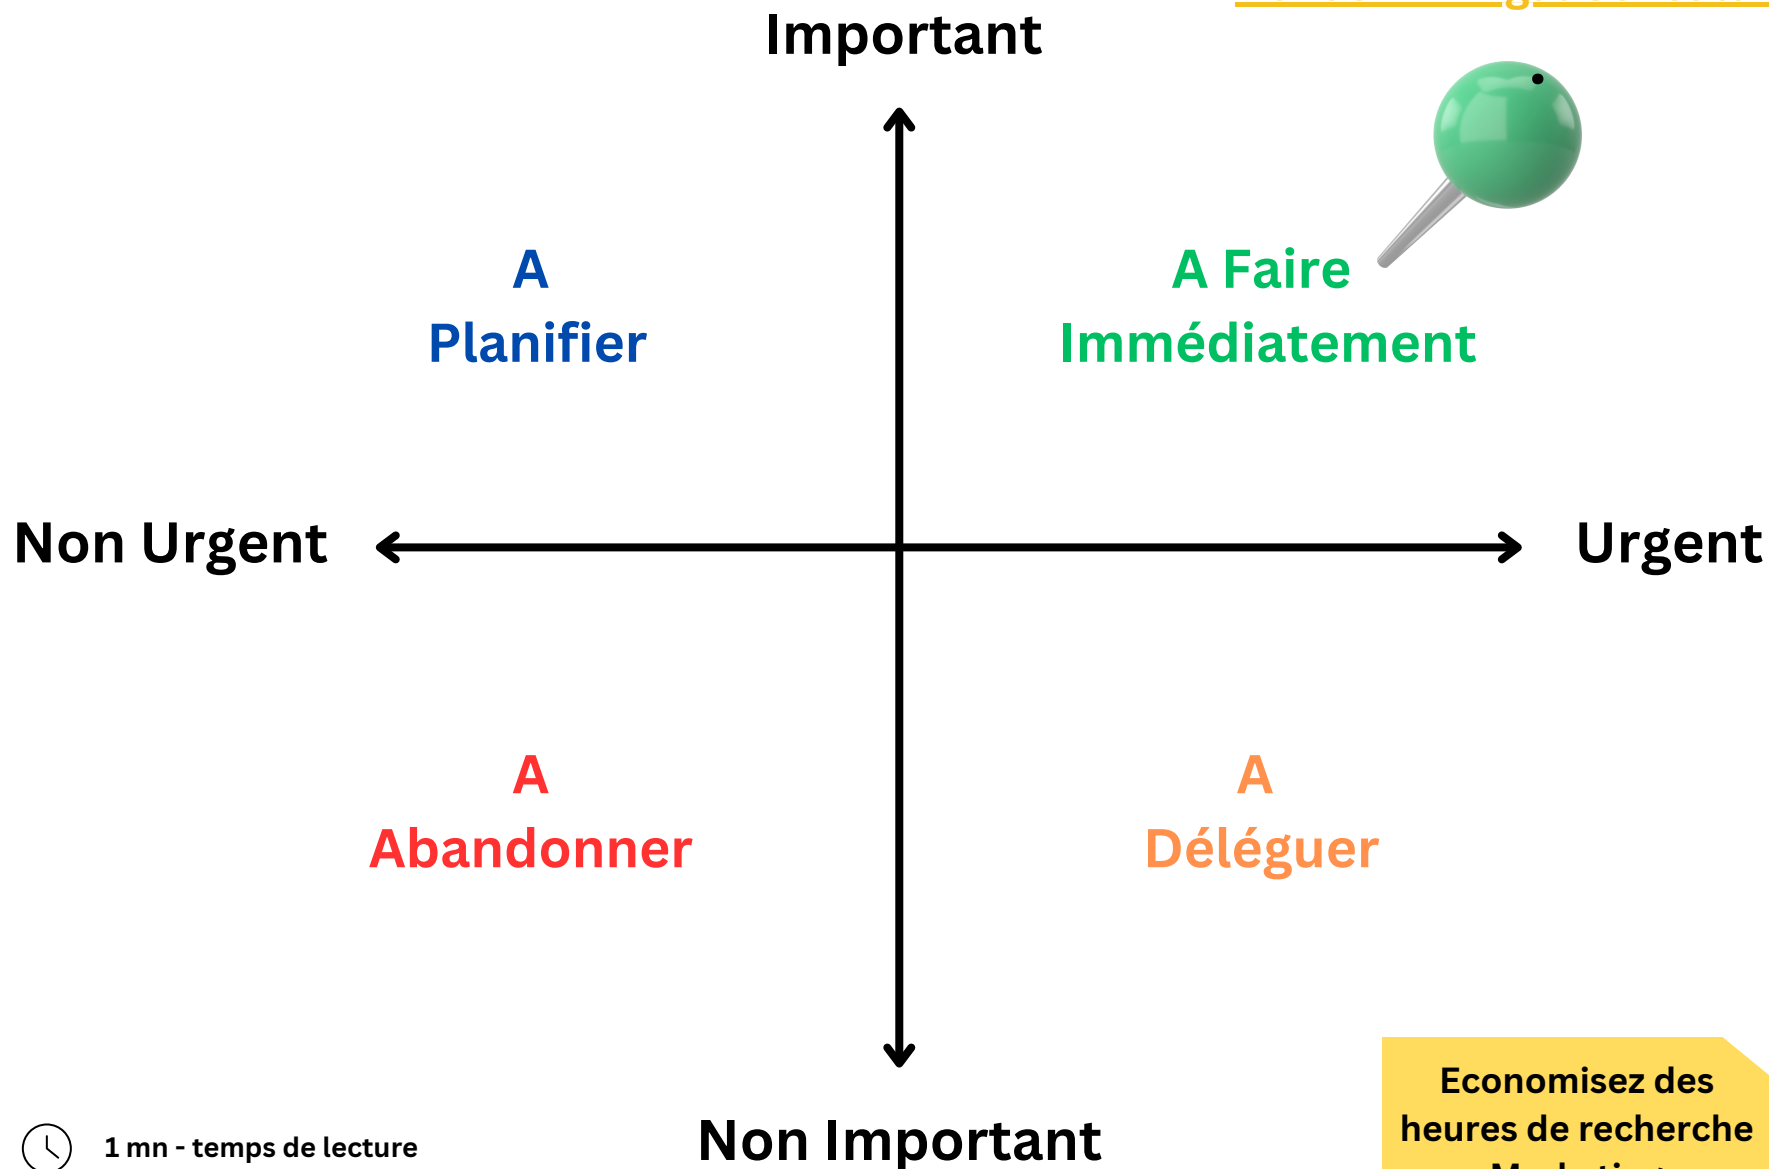 Important
A
Planifier
A Faire
Immédiatement
Non Urgent
Urgent
A
Abandonner
A
Déléguer
Non Important
1 mn - temps de lecture
Economisez des
heures de recherche
Marketing